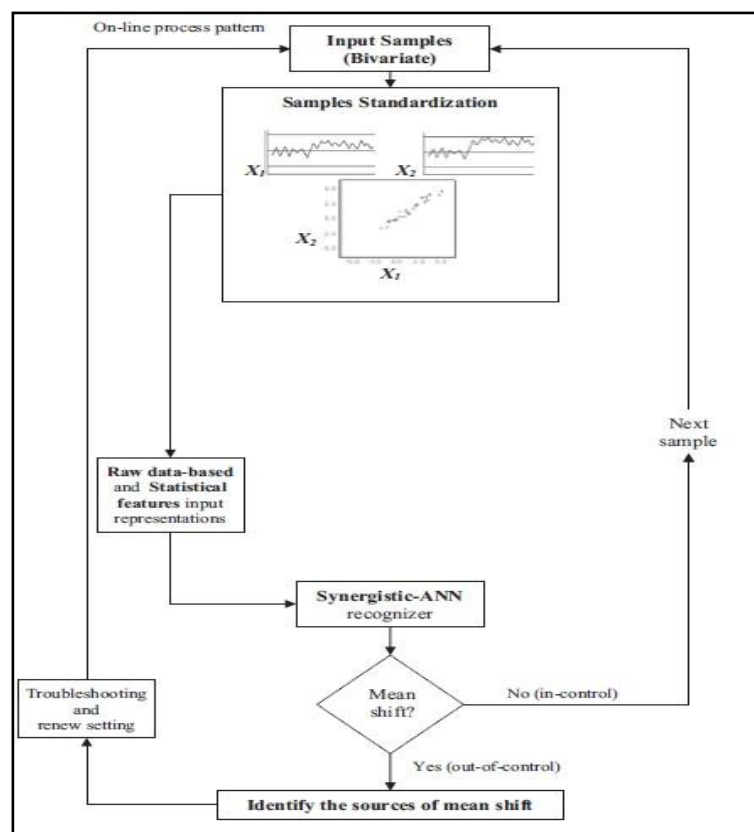 On-line process pattern
Input Samples
(Bivariate)
Samples Standardization
X1
X2
X2
X1
Next
sample
Raw data-based
and Statistical
features input
representations
Synergistic-ANN
recognizer
Mean
shift?
No (in-control)
Troubleshooting
and
renew setting
Yes (out-of-control)
Identify the sources of mean shift